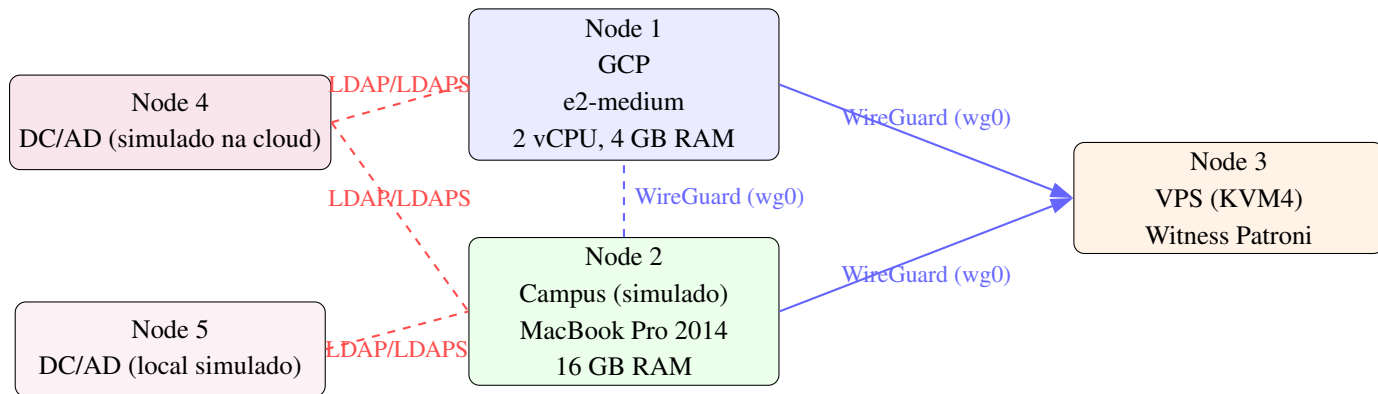 Node 1
GCP
e2-medium
2 vCPU, 4 GB RAM
Node 4
DC/AD (simulado na cloud)
LDAP/LDAPS
WireGuard (wg0)
Node 3
VPS (KVM4)
Witness Patroni
LDAP/LDAPS
WireGuard (wg0)
Node 2
Campus (simulado)
MacBook Pro 2014
16 GB RAM
WireGuard (wg0)
Node 5
DC/AD (local simulado)
LDAP/LDAPS